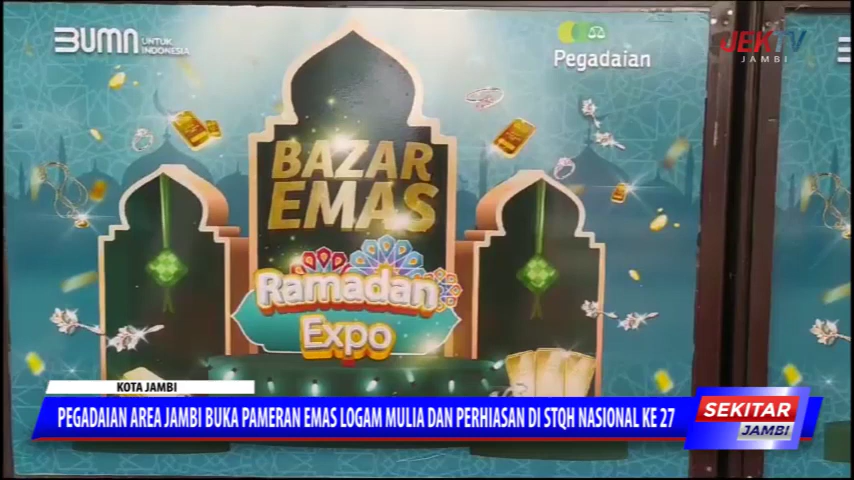 BUMN UNTUK INDONESIA
Pegadaian
JEKTV
JAMBI
BAZAR
EMAS
Ramadan
Expo
KOTA JAMBI
PEGADAIAN AREA JAMBI BUKA PAMERAN EMAS LOGAM MULIA DAN PERHIASAN DI STQH NASIONAL KE 27
SEKITAR
JAMBI